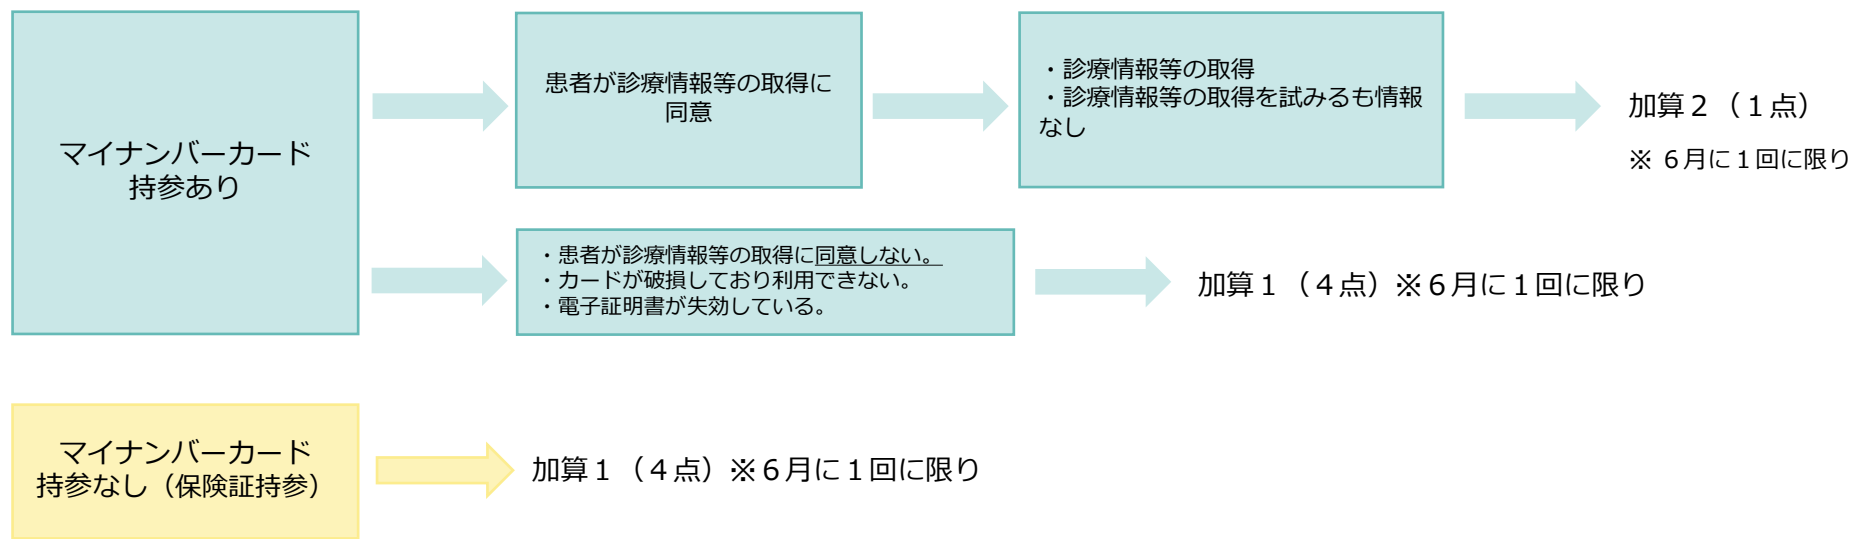 マイナンバーカード
持参あり
患者が診療情報等の取得に
同意
・診療情報等の取得
・診療情報等の取得を試みるも情報
なし
加算２（１点）
※ ６月に１回に限り
・患者が診療情報等の取得に同意しない。
・カードが破損しており利用できない。
・電子証明書が失効している。
加算１（４点）※６月に１回に限り
マイナンバーカード
持参なし（保険証持参）
加算１（４点）※６月に１回に限り